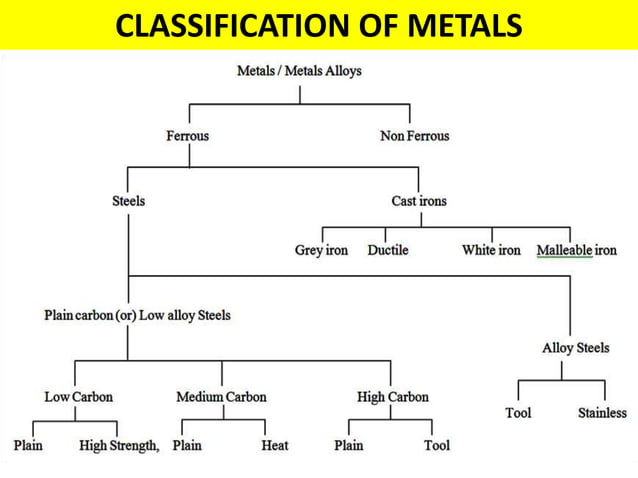 CLASSIFICATION OF METALS
Metals / Metals Alloys
Ferrous
Non Ferrous
Steels
Cast irons
Grey iron
Ductile
White iron
Malleable iron
Plain carbon (or) Low alloy Steels
Alloy Steels
Low Carbon
Medium Carbon
High Carbon
Tool
Stainless
Plain
High Strength,
Plain
Heat
Plain
Tool